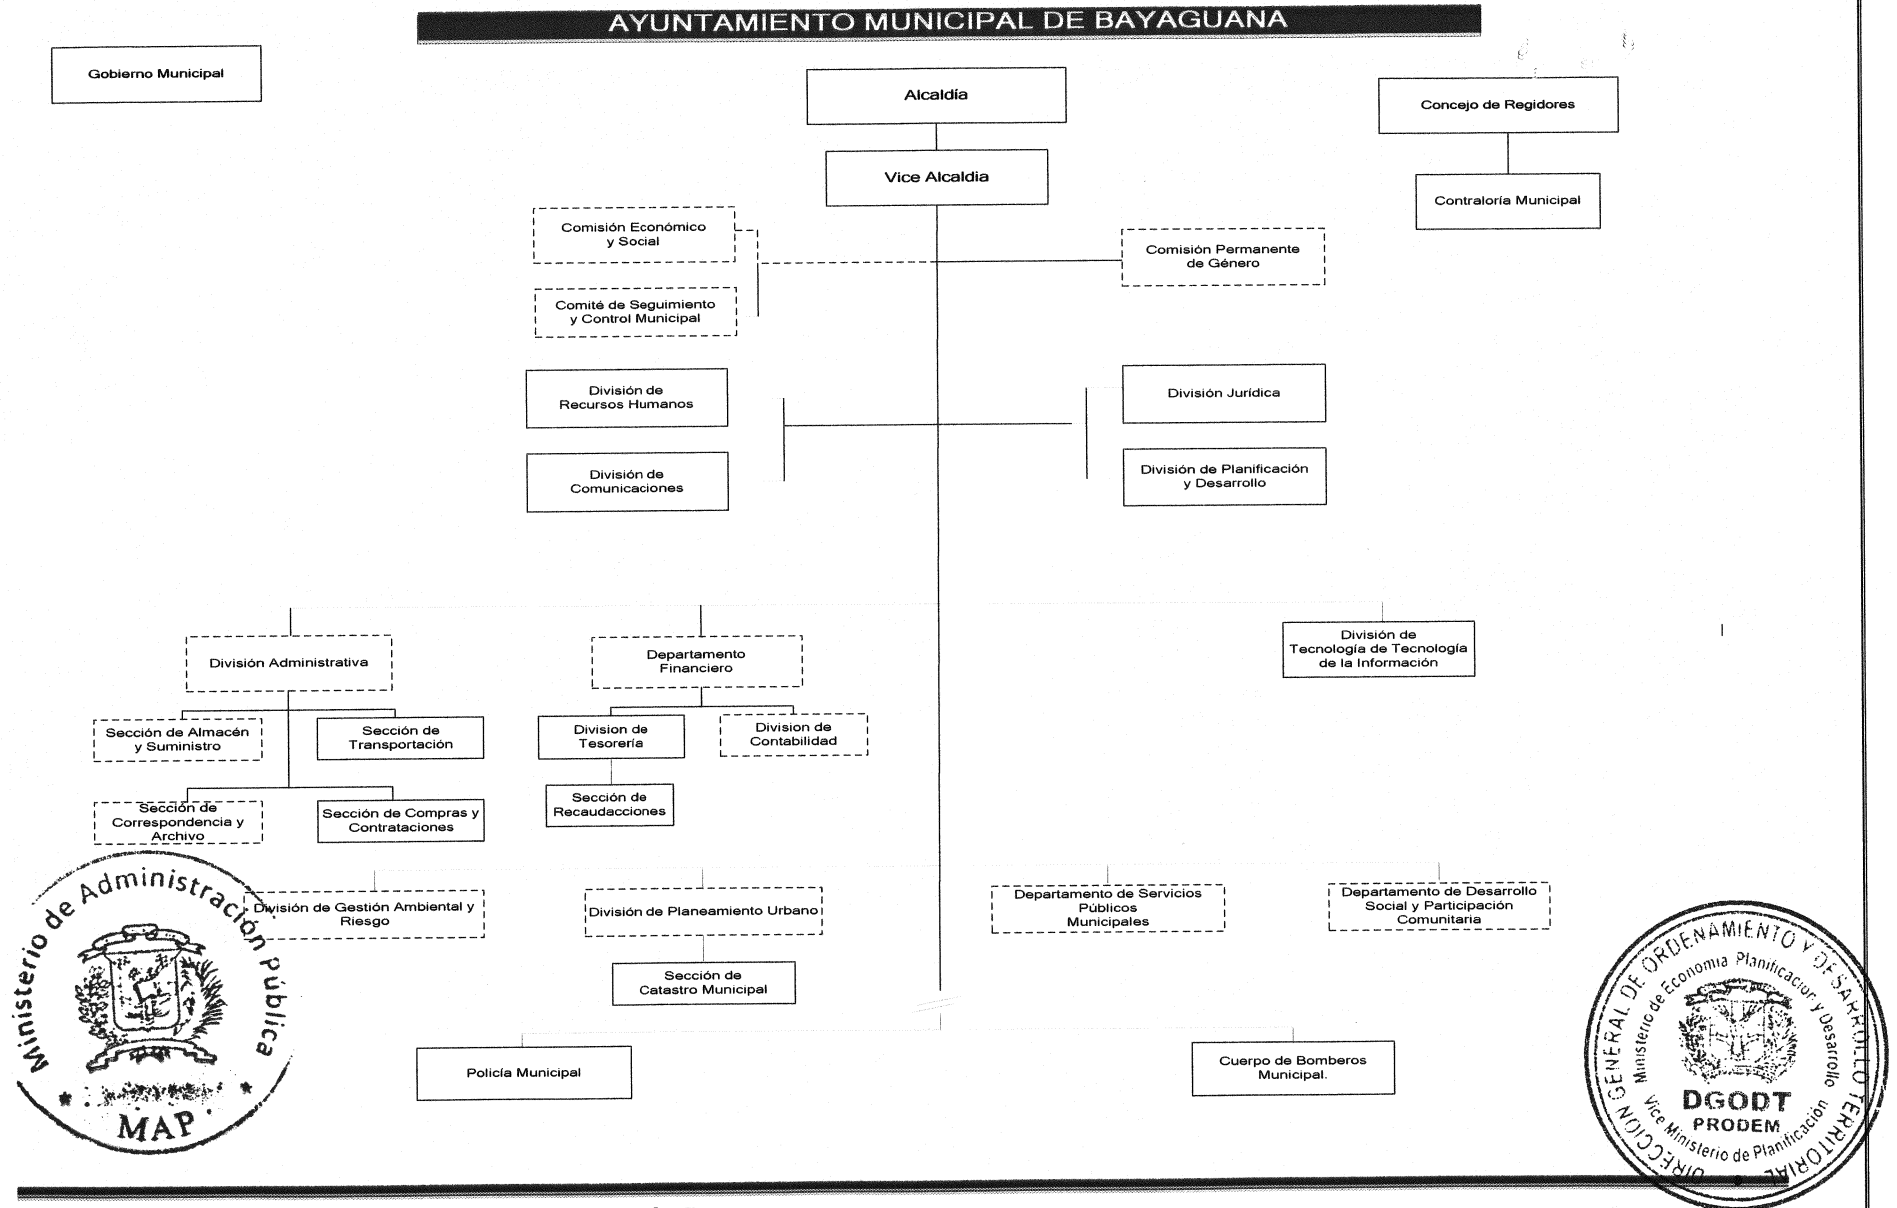 AYUNTAMIENTO MUNICIPAL DE BAYAGUANA
Gobierno Municipal
Alcaldía
Concejo de Regidores
Vice Alcaldia
Contraloría Municipal
Comisión Económico
y Social
Comisión Permanente
de Género
Comité de Seguimiento
y Control Municipal
División de
Recursos Humanos
División Jurídica
División de
Comunicaciones
División de Planificación
y Desarrollo
División Administrativa
Departamento
Financiero
División de
Tecnología de Tecnología
de la Información
Sección de Almacén
y Suministro
Sección de
Transportación
Division de
Tesorería
Division de
Contabilidad
Sección de
Correspondencia y
Archivo
Sección de Compras y
Contrataciones
Sección de
Recaudacciones
División de Gestión Ambiental y
Riesgo
División de Planeamiento Urbano
Departamento de Servicios
Públicos
Municipales
Departamento de Desarrollo
Social y Participación
Comunitaria
Sección de
Catastro Municipal
Policía Municipal
Cuerpo de Bomberos
Municipal.
Ministerio de Administración Pública
MAP
DIRECCIÓN GENERAL DE ORDENAMIENTO Y DESARROLLO TERRITORIAL
Ministerio de Economia Planificacion y Desarrollo
Vice Ministerio de Planificación
DGODT
PRODEM